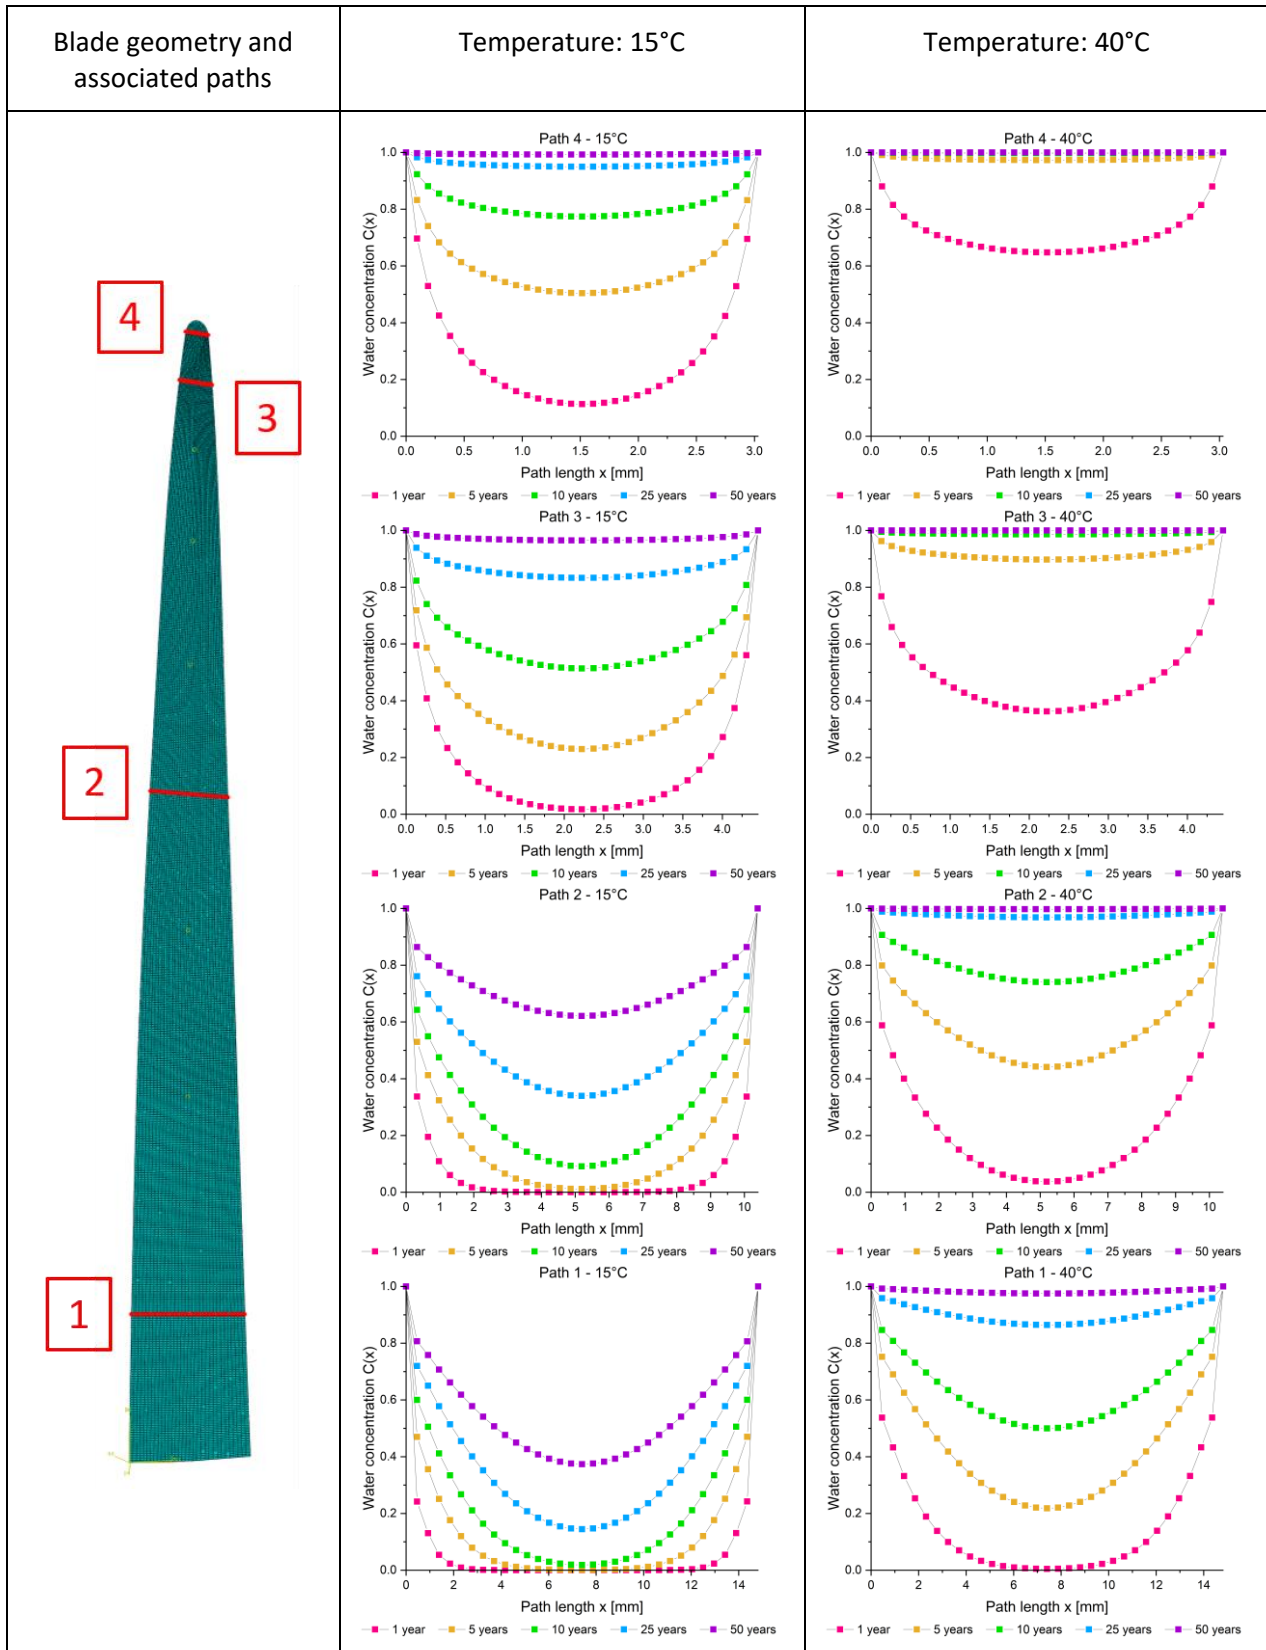 Blade geometry and
associated paths
Temperature: 15°C
Temperature: 40°C
4
3
2
1
Path 4 - 15°C
Water concentration C(x)
1.0
0.8
0.6
0.4
0.2
0.0
0.0 0.5 1.0 1.5 2.0 2.5 3.0
Path length x [mm]
1 year 5 years 10 years 25 years 50 years
Path 4 - 40°C
Water concentration C(x)
1.0
0.8
0.6
0.4
0.2
0.0
0.0 0.5 1.0 1.5 2.0 2.5 3.0
Path length x [mm]
1 year 5 years 10 years 25 years 50 years
Path 3 - 15°C
Water concentration C(x)
1.0
0.8
0.6
0.4
0.2
0.0
0.0 0.5 1.0 1.5 2.0 2.5 3.0 3.5 4.0
Path length x [mm]
1 year 5 years 10 years 25 years 50 years
Path 3 - 40°C
Water concentration C(x)
1.0
0.8
0.6
0.4
0.2
0.0
0.0 0.5 1.0 1.5 2.0 2.5 3.0 3.5 4.0
Path length x [mm]
1 year 5 years 10 years 25 years 50 years
Path 2 - 15°C
Water concentration C(x)
1.0
0.8
0.6
0.4
0.2
0.0
0 1 2 3 4 5 6 7 8 9 10
Path length x [mm]
1 year 5 years 10 years 25 years 50 years
Path 2 - 40°C
Water concentration C(x)
1.0
0.8
0.6
0.4
0.2
0.0
0 1 2 3 4 5 6 7 8 9 10
Path length x [mm]
1 year 5 years 10 years 25 years 50 years
Path 1 - 15°C
Water concentration C(x)
1.0
0.8
0.6
0.4
0.2
0.0
0 2 4 6 8 10 12 14
Path length x [mm]
1 year 5 years 10 years 25 years 50 years
Path 1 - 40°C
Water concentration C(x)
1.0
0.8
0.6
0.4
0.2
0.0
0 2 4 6 8 10 12 14
Path length x [mm]
1 year 5 years 10 years 25 years 50 years